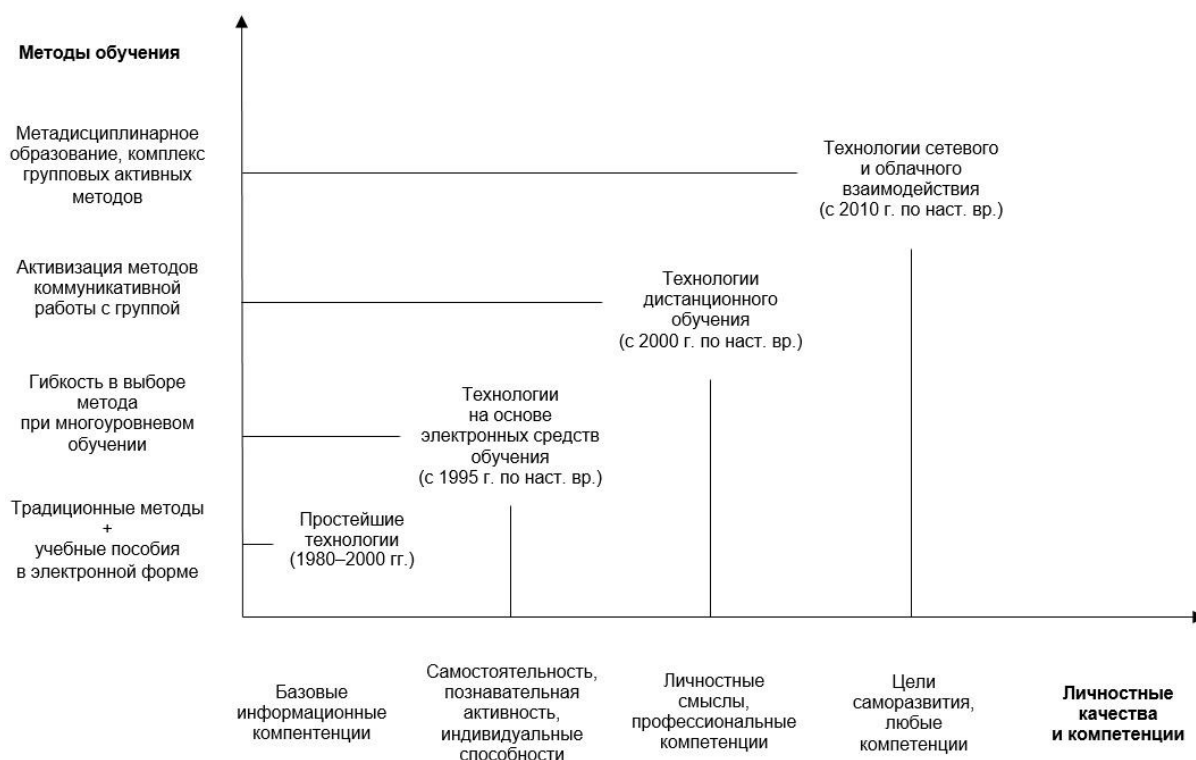 Методы обучения
Метадисциплинарное
образование, комплекс
групповых активных
методов
Технологии сетевого
и облачного
взаимодействия
(с 2010 г. по наст. вр.)
Активизация методов
коммуникативной
работы с группой
Технологии
дистанционного
обучения
(с 2000 г. по наст. вр.)
Гибкость в выборе
метода
при многоуровневом
обучении
Технологии
на основе
электронных средств
обучения
(с 1995 г. по наст. вр.)
Традиционные методы
+
учебные пособия
в электронной форме
Простейшие
технологии
(1980–2000 гг.)
Базовые
информационные
компентенции
Самостоятельность,
познавательная
активность,
индивидуальные
способности
Личностные
смыслы,
профессиональные
компетенции
Цели
саморазвития,
любые
компетенции
Личностные
качества
и компетенции